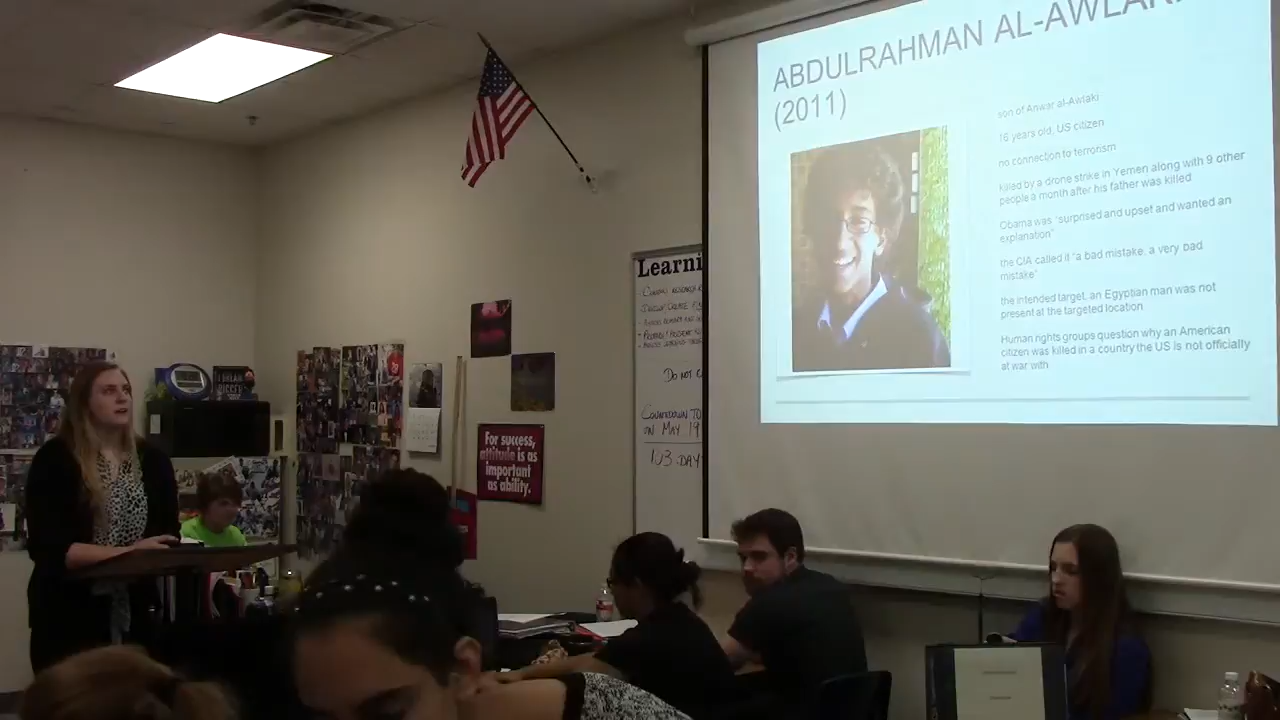 ABDULRAHMAN AL-AWLAKI
(2011)
son of Anwar al-Awlaki
16 years old, US citizen
no connection to terrorism
killed by a drone strike in Yemen along with 9 other
people a month after his father was killed
Obama was "surprised and upset and wanted an
explanation"
the CIA called it "a bad mistake, a very bad
mistake"
the intended target, an Egyptian man was not
present at the targeted location
Human rights groups question why an American
citizen was killed in a country the US is not officially
at war with
Learni
DO NOT
COUNTDOWN TO
ON MAY 19
103 DAY
For success,
attitude is as
important
as ability.